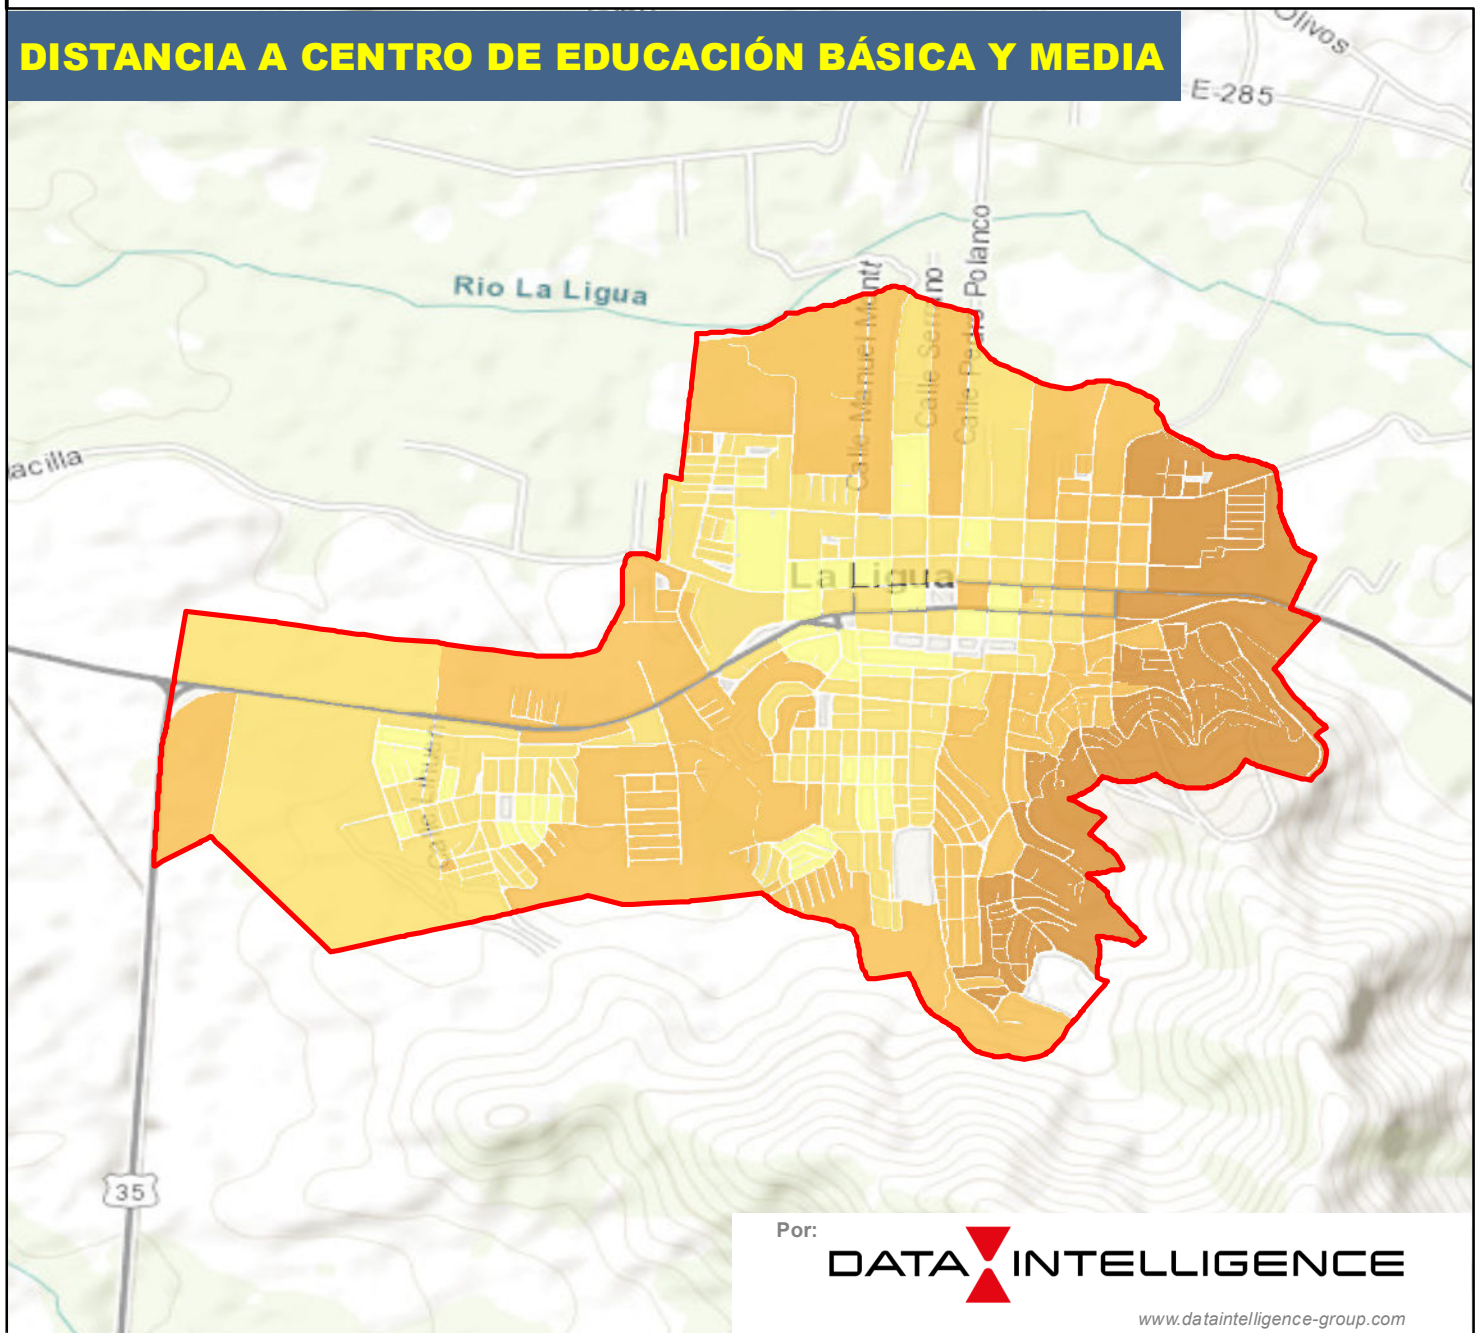 DISTANCIA A CENTRO DE EDUCACIÓN BÁSICA Y MEDIA
Olivos
E-285
Rio La Ligua
Calle Manuel Montt
Calle Serrano
Calle Pedro Polanco
acilla
La Ligua
35
Por:
DATA INTELLIGENCE
www.dataintelligence-group.com